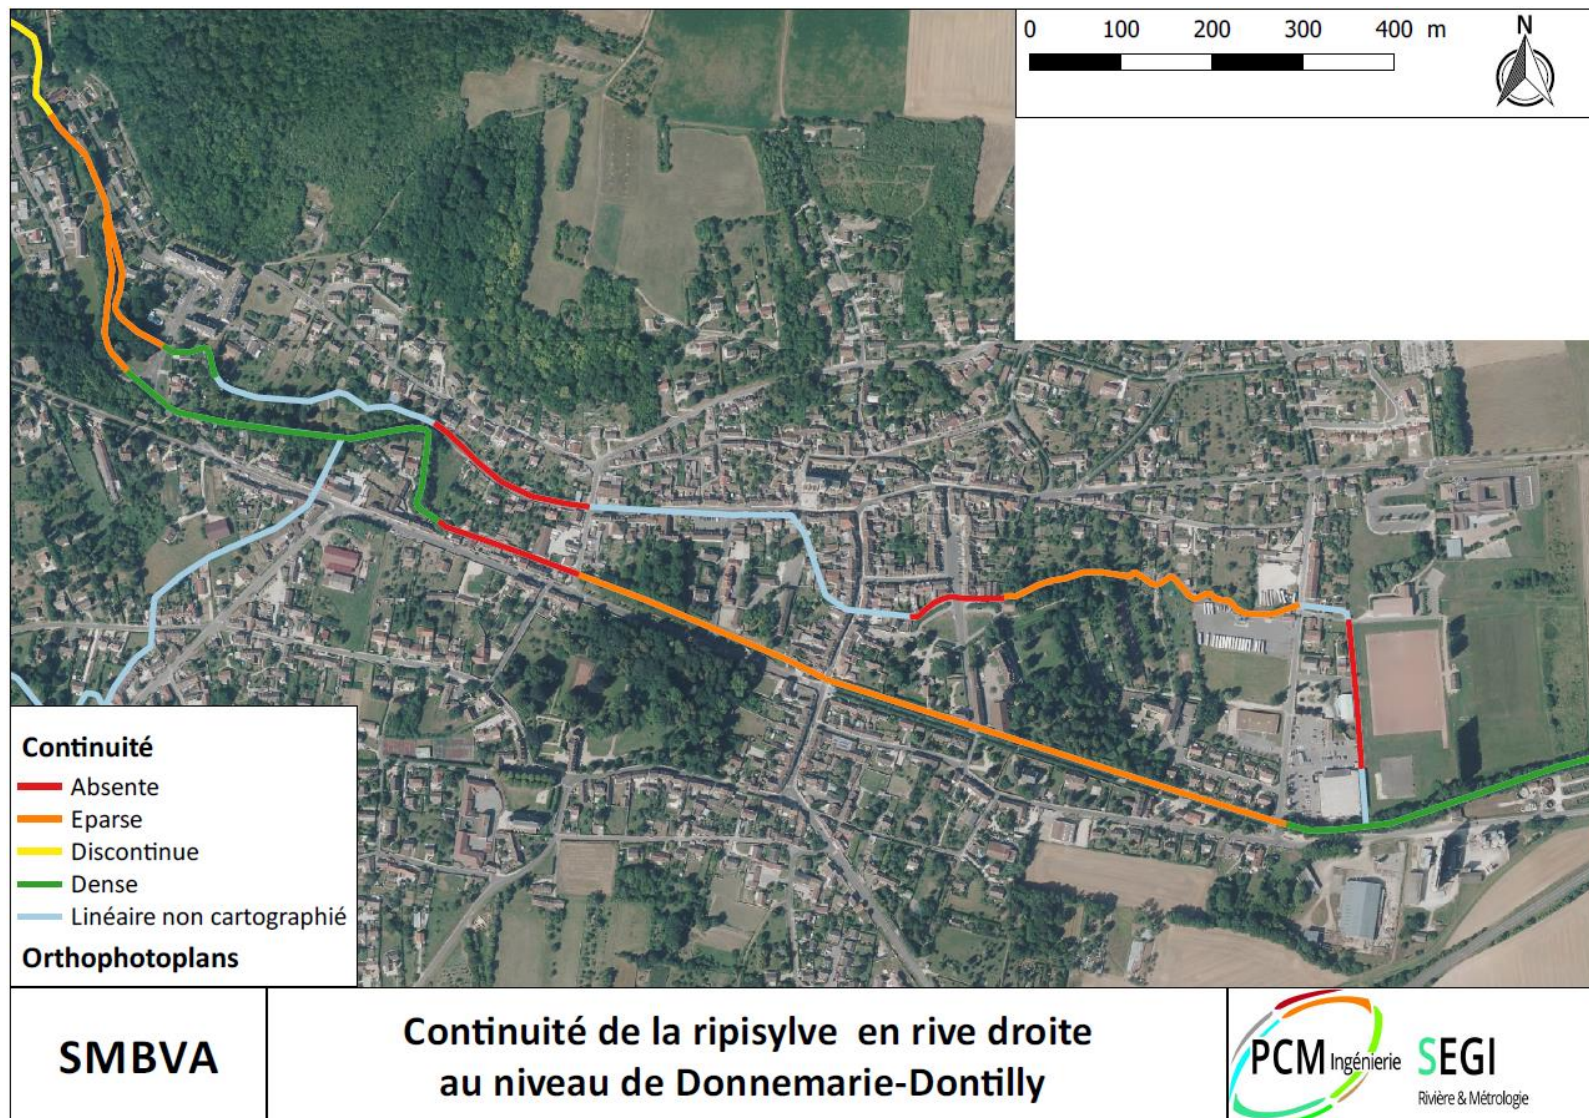 0 100 200 300 400 m
N
Continuité
Absente
Eparse
Discontinue
Dense
Linéaire non cartographié
Orthophotoplans
SMBVA
Continuité de la ripisylve en rive droite
au niveau de Donnemarie-Dontilly
PCM Ingénierie
SEGI
Rivière & Métrologie